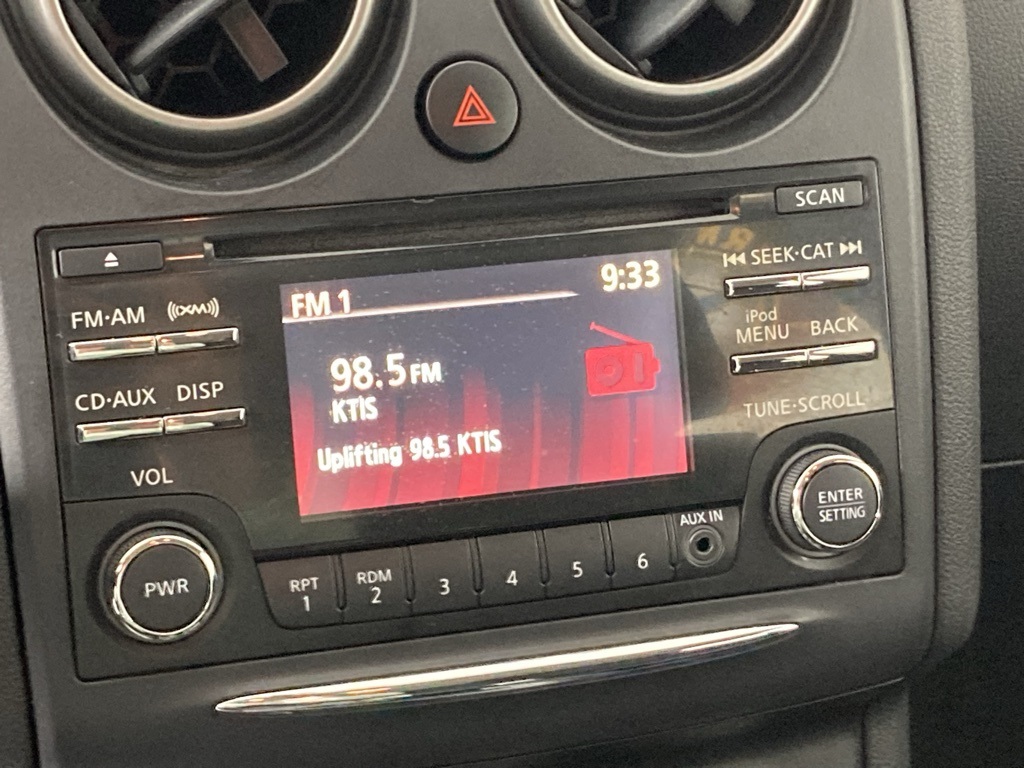 SCAN
SEEK·CAT
FM·AM
((XM))
FM 1
9:33
iPod
MENU
BACK
98.5 FM
KTIS
CD·AUX
DISP
TUNE·SCROLL
Uplifting 98.5 KTIS
VOL
ENTER
SETTING
AUX IN
PWR
RPT
1
RDM
2
3
4
5
6